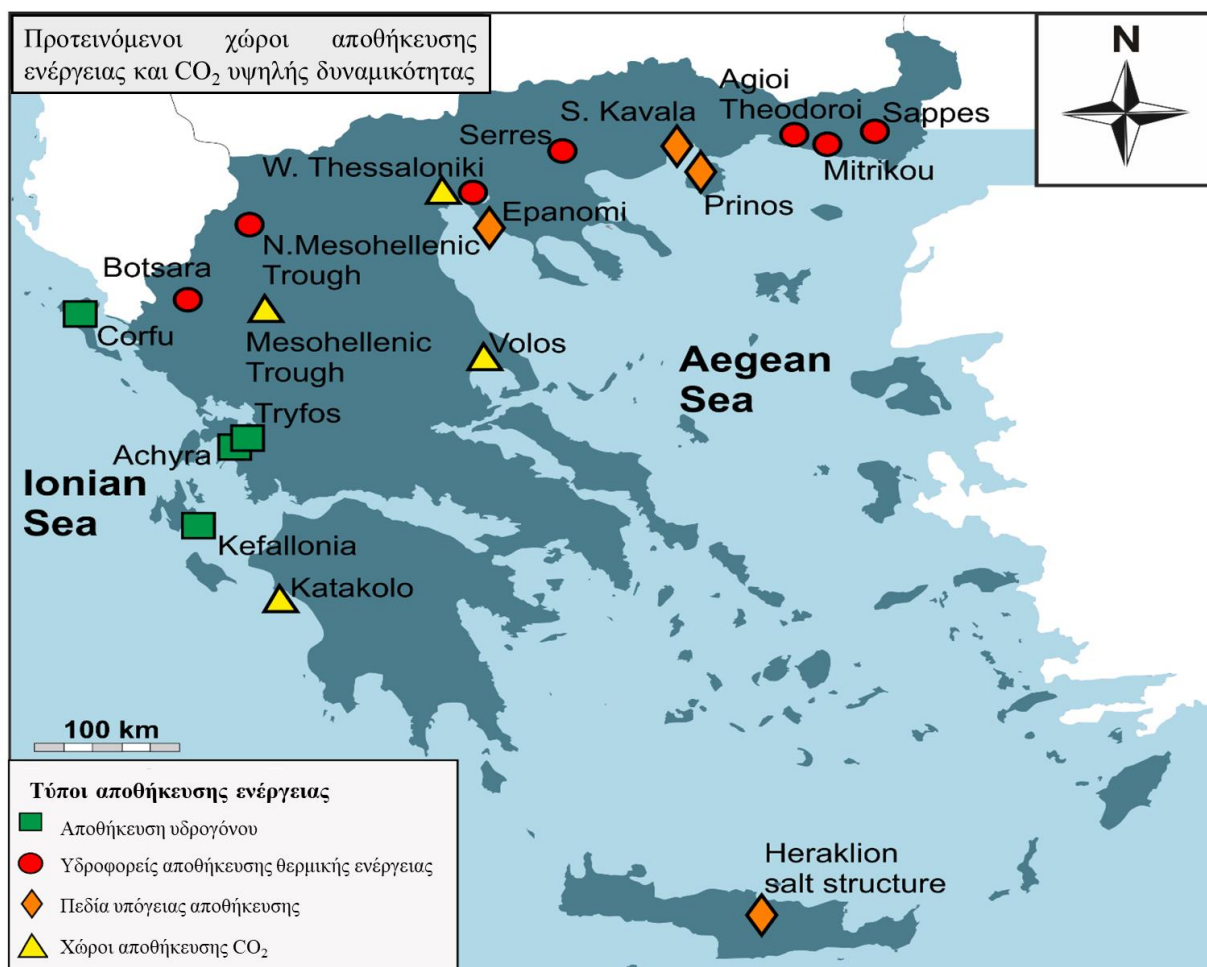 Προτεινόμενοι χώροι αποθήκευσης
ενέργειας και CO₂ υψηλής δυναμικότητας
N
Agioi
Theodoroi
Sappes
S. Kavala
Serres
Mitrikou
W. Thessaloniki
Prinos
Epanomi
N.Mesohellenic
Trough
Botsara
Corfu
Mesohellenic
Trough
Volos
Aegean
Sea
Tryfos
Achyra
Ionian
Sea
Kefallonia
Katakolo
100 km
Τύποι αποθήκευσης ενέργειας
Αποθήκευση υδρογόνου
Υδροφορείς αποθήκευσης θερμικής ενέργειας
Πεδία υπόγειας αποθήκευσης
Χώροι αποθήκευσης CO₂
Heraklion
salt structure